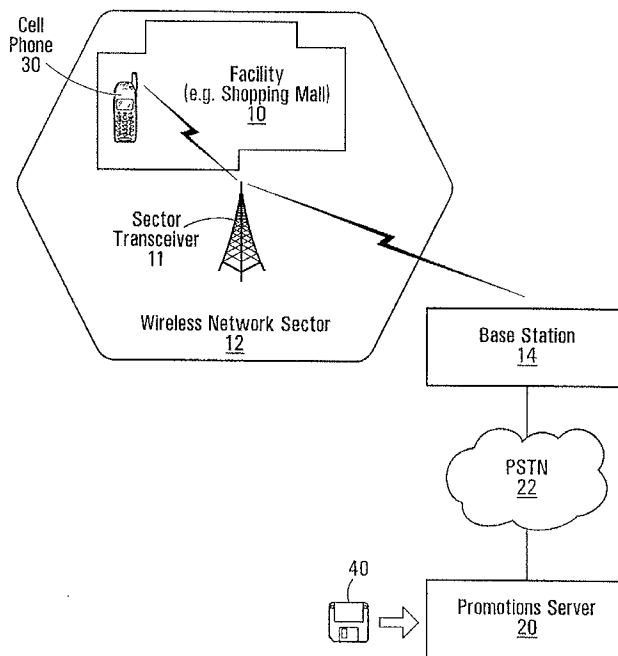 Cell
Phone
30
Facility
(e.g. Shopping Mall)
10
Sector
Transceiver
11
Wireless Network Sector
12
Base Station
14
PSTN
22
40
Promotions Server
20